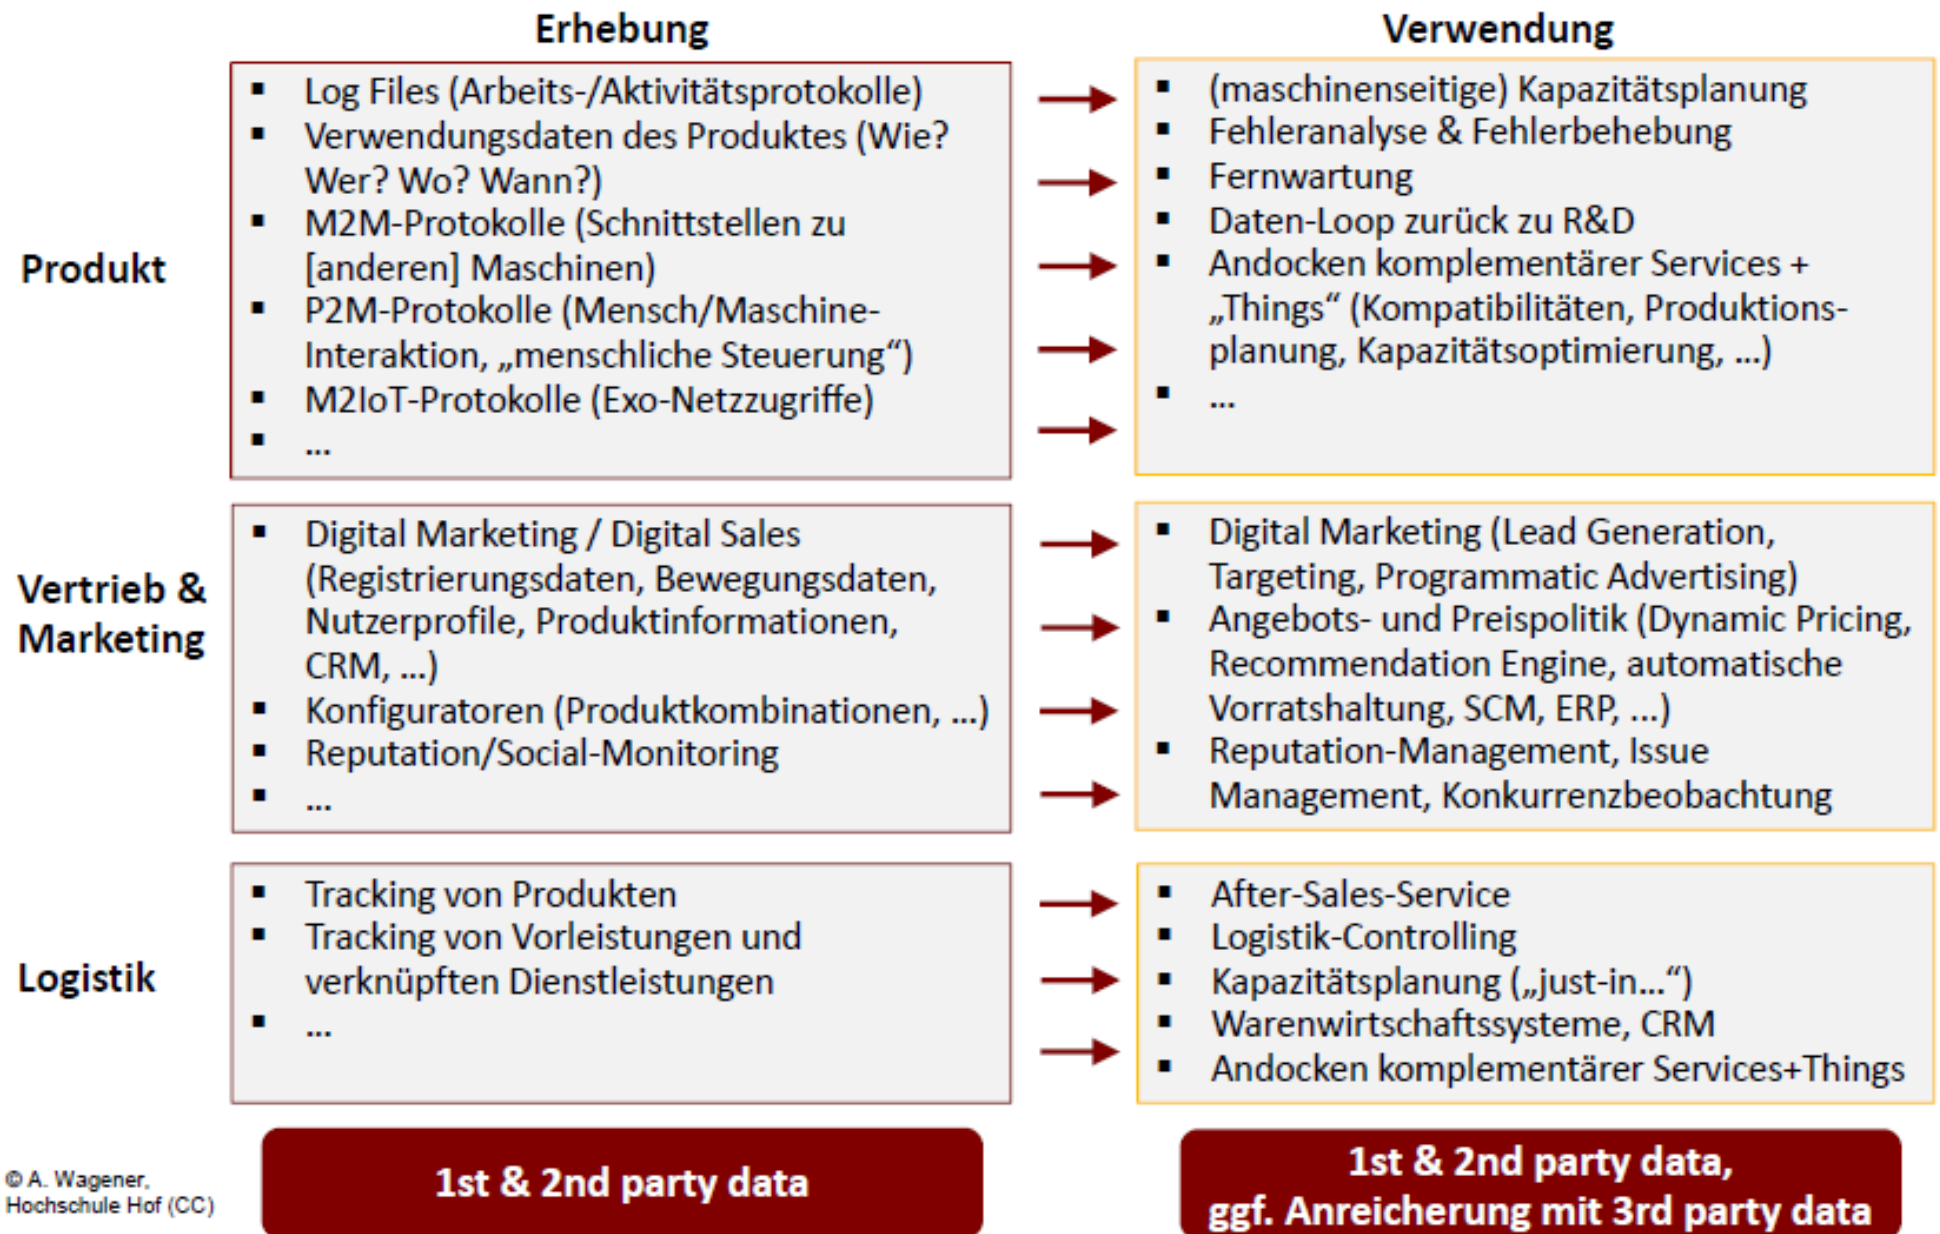 Erhebung
Verwendung
Produkt
▪ Log Files (Arbeits-/Aktivitätsprotokolle)
▪ Verwendungsdaten des Produktes (Wie?
Wer? Wo? Wann?)
▪ M2M-Protokolle (Schnittstellen zu
[anderen] Maschinen)
▪ P2M-Protokolle (Mensch/Maschine-
Interaktion, „menschliche Steuerung“)
▪ M2IoT-Protokolle (Exo-Netzzugriffe)
▪ ...
▪ (maschinenseitige) Kapazitätsplanung
▪ Fehleranalyse & Fehlerbehebung
▪ Fernwartung
▪ Daten-Loop zurück zu R&D
▪ Andocken komplementärer Services +
„Things“ (Kompatibilitäten, Produktions-
planung, Kapazitätsoptimierung, ...)
▪ ...
Vertrieb &
Marketing
▪ Digital Marketing / Digital Sales
(Registrierungsdaten, Bewegungsdaten,
Nutzerprofile, Produktinformationen,
CRM, ...)
▪ Konfiguratoren (Produktkombinationen, ...)
▪ Reputation/Social-Monitoring
▪ ...
▪ Digital Marketing (Lead Generation,
Targeting, Programmatic Advertising)
▪ Angebots- und Preispolitik (Dynamic Pricing,
Recommendation Engine, automatische
Vorratshaltung, SCM, ERP, ...)
▪ Reputation-Management, Issue
Management, Konkurrenzbeobachtung
Logistik
▪ Tracking von Produkten
▪ Tracking von Vorleistungen und
verknüpften Dienstleistungen
▪ ...
▪ After-Sales-Service
▪ Logistik-Controlling
▪ Kapazitätsplanung („just-in...“)
▪ Warenwirtschaftssysteme, CRM
▪ Andocken komplementärer Services+Things
© A. Wagener,
Hochschule Hof (CC)
1st & 2nd party data
1st & 2nd party data,
ggf. Anreicherung mit 3rd party data